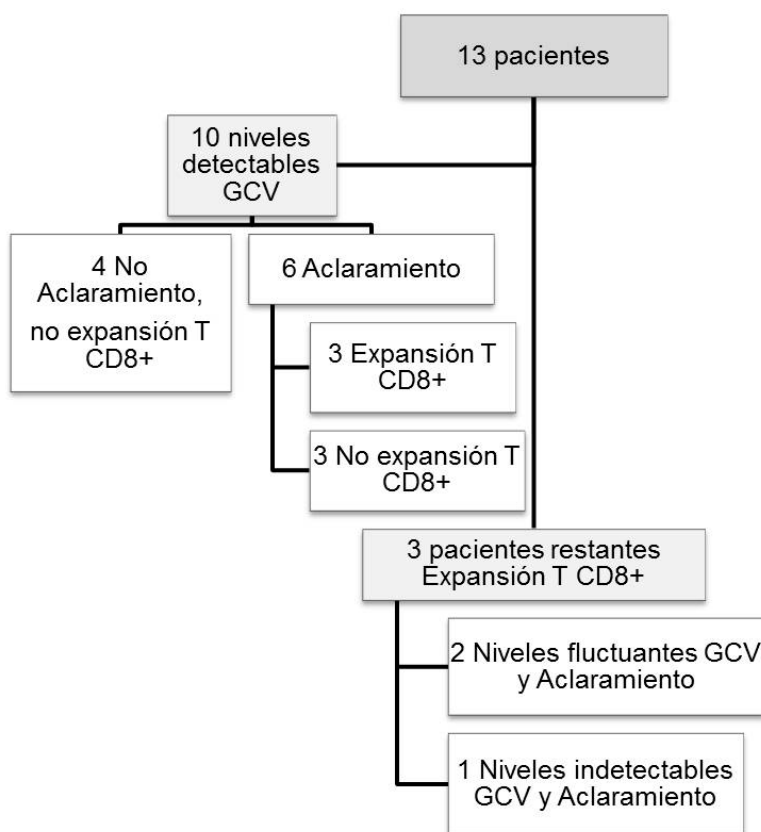 13 pacientes
10 niveles
detectables
GCV
4 No
Aclaramiento,
no expansión T
CD8+
6 Aclaramiento
3 Expansión T
CD8+
3 No expansión T
CD8+
3 pacientes restantes
Expansión T CD8+
2 Niveles fluctuantes GCV
y Aclaramiento
1 Niveles indetectables
GCV y Aclaramiento